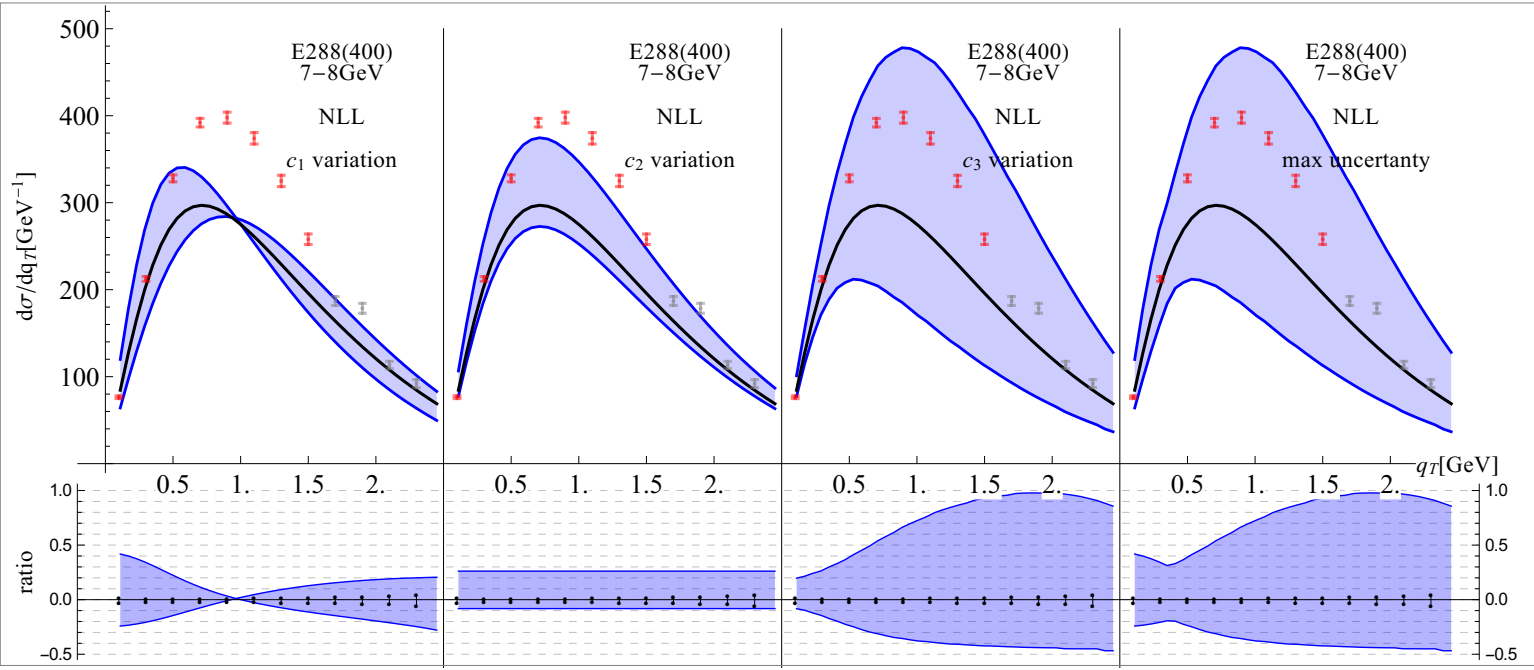 500
400
300
200
100
dσ/dq_T[GeV⁻¹]
E288(400)
7−8GeV
NLL
c₁ variation
E288(400)
7−8GeV
NLL
c₂ variation
E288(400)
7−8GeV
NLL
c₃ variation
E288(400)
7−8GeV
NLL
max uncertanty
q_T[GeV]
0.5 1. 1.5 2.
0.5 1. 1.5 2.
0.5 1. 1.5 2.
0.5 1. 1.5 2.
ratio
1.0
0.5
0.0
−0.5
1.0
0.5
0.0
−0.5